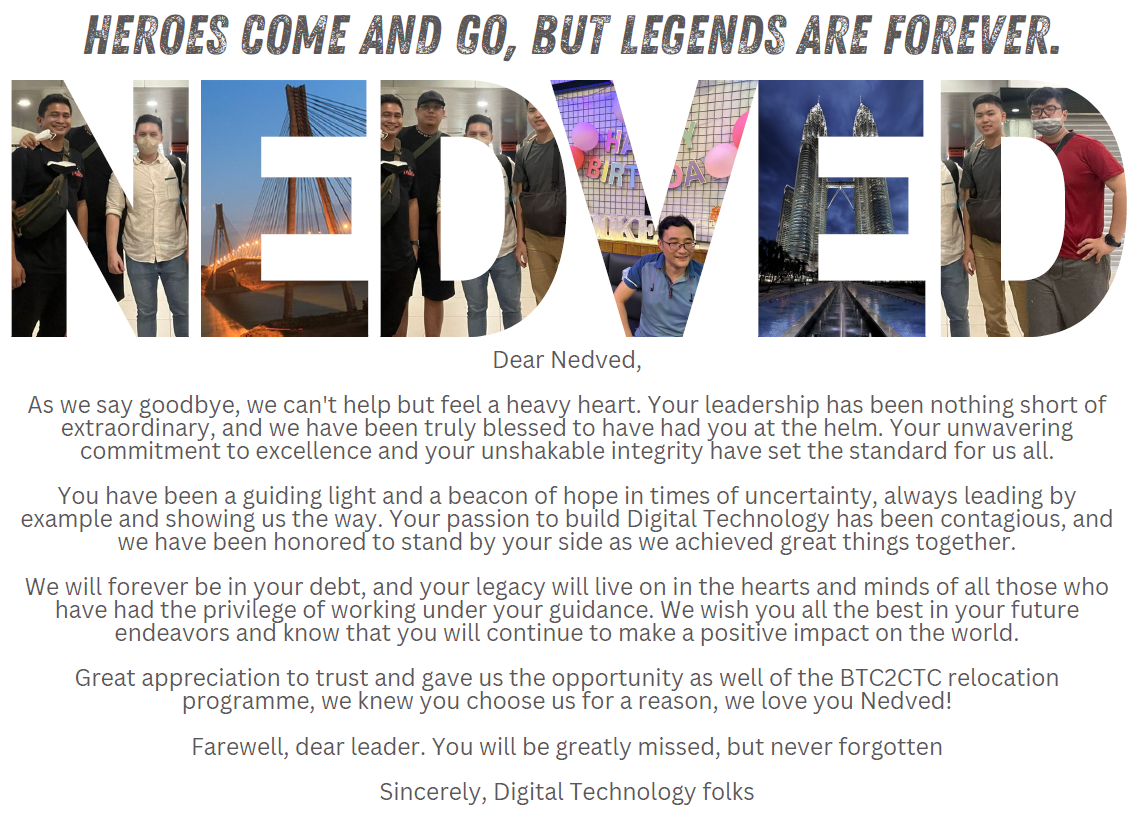 HEROES COME AND GO, BUT LEGENDS ARE FOREVER.
NEDVED
Dear Nedved,
As we say goodbye, we can't help but feel a heavy heart. Your leadership has been nothing short of
extraordinary, and we have been truly blessed to have had you at the helm. Your unwavering
commitment to excellence and your unshakable integrity have set the standard for us all.
You have been a guiding light and a beacon of hope in times of uncertainty, always leading by
example and showing us the way. Your passion to build Digital Technology has been contagious, and
we have been honored to stand by your side as we achieved great things together.
We will forever be in your debt, and your legacy will live on in the hearts and minds of all those who
have had the privilege of working under your guidance. We wish you all the best in your future
endeavors and know that you will continue to make a positive impact on the world.
Great appreciation to trust and gave us the opportunity as well of the BTC2CTC relocation
programme, we knew you choose us for a reason, we love you Nedved!
Farewell, dear leader. You will be greatly missed, but never forgotten
Sincerely, Digital Technology folks